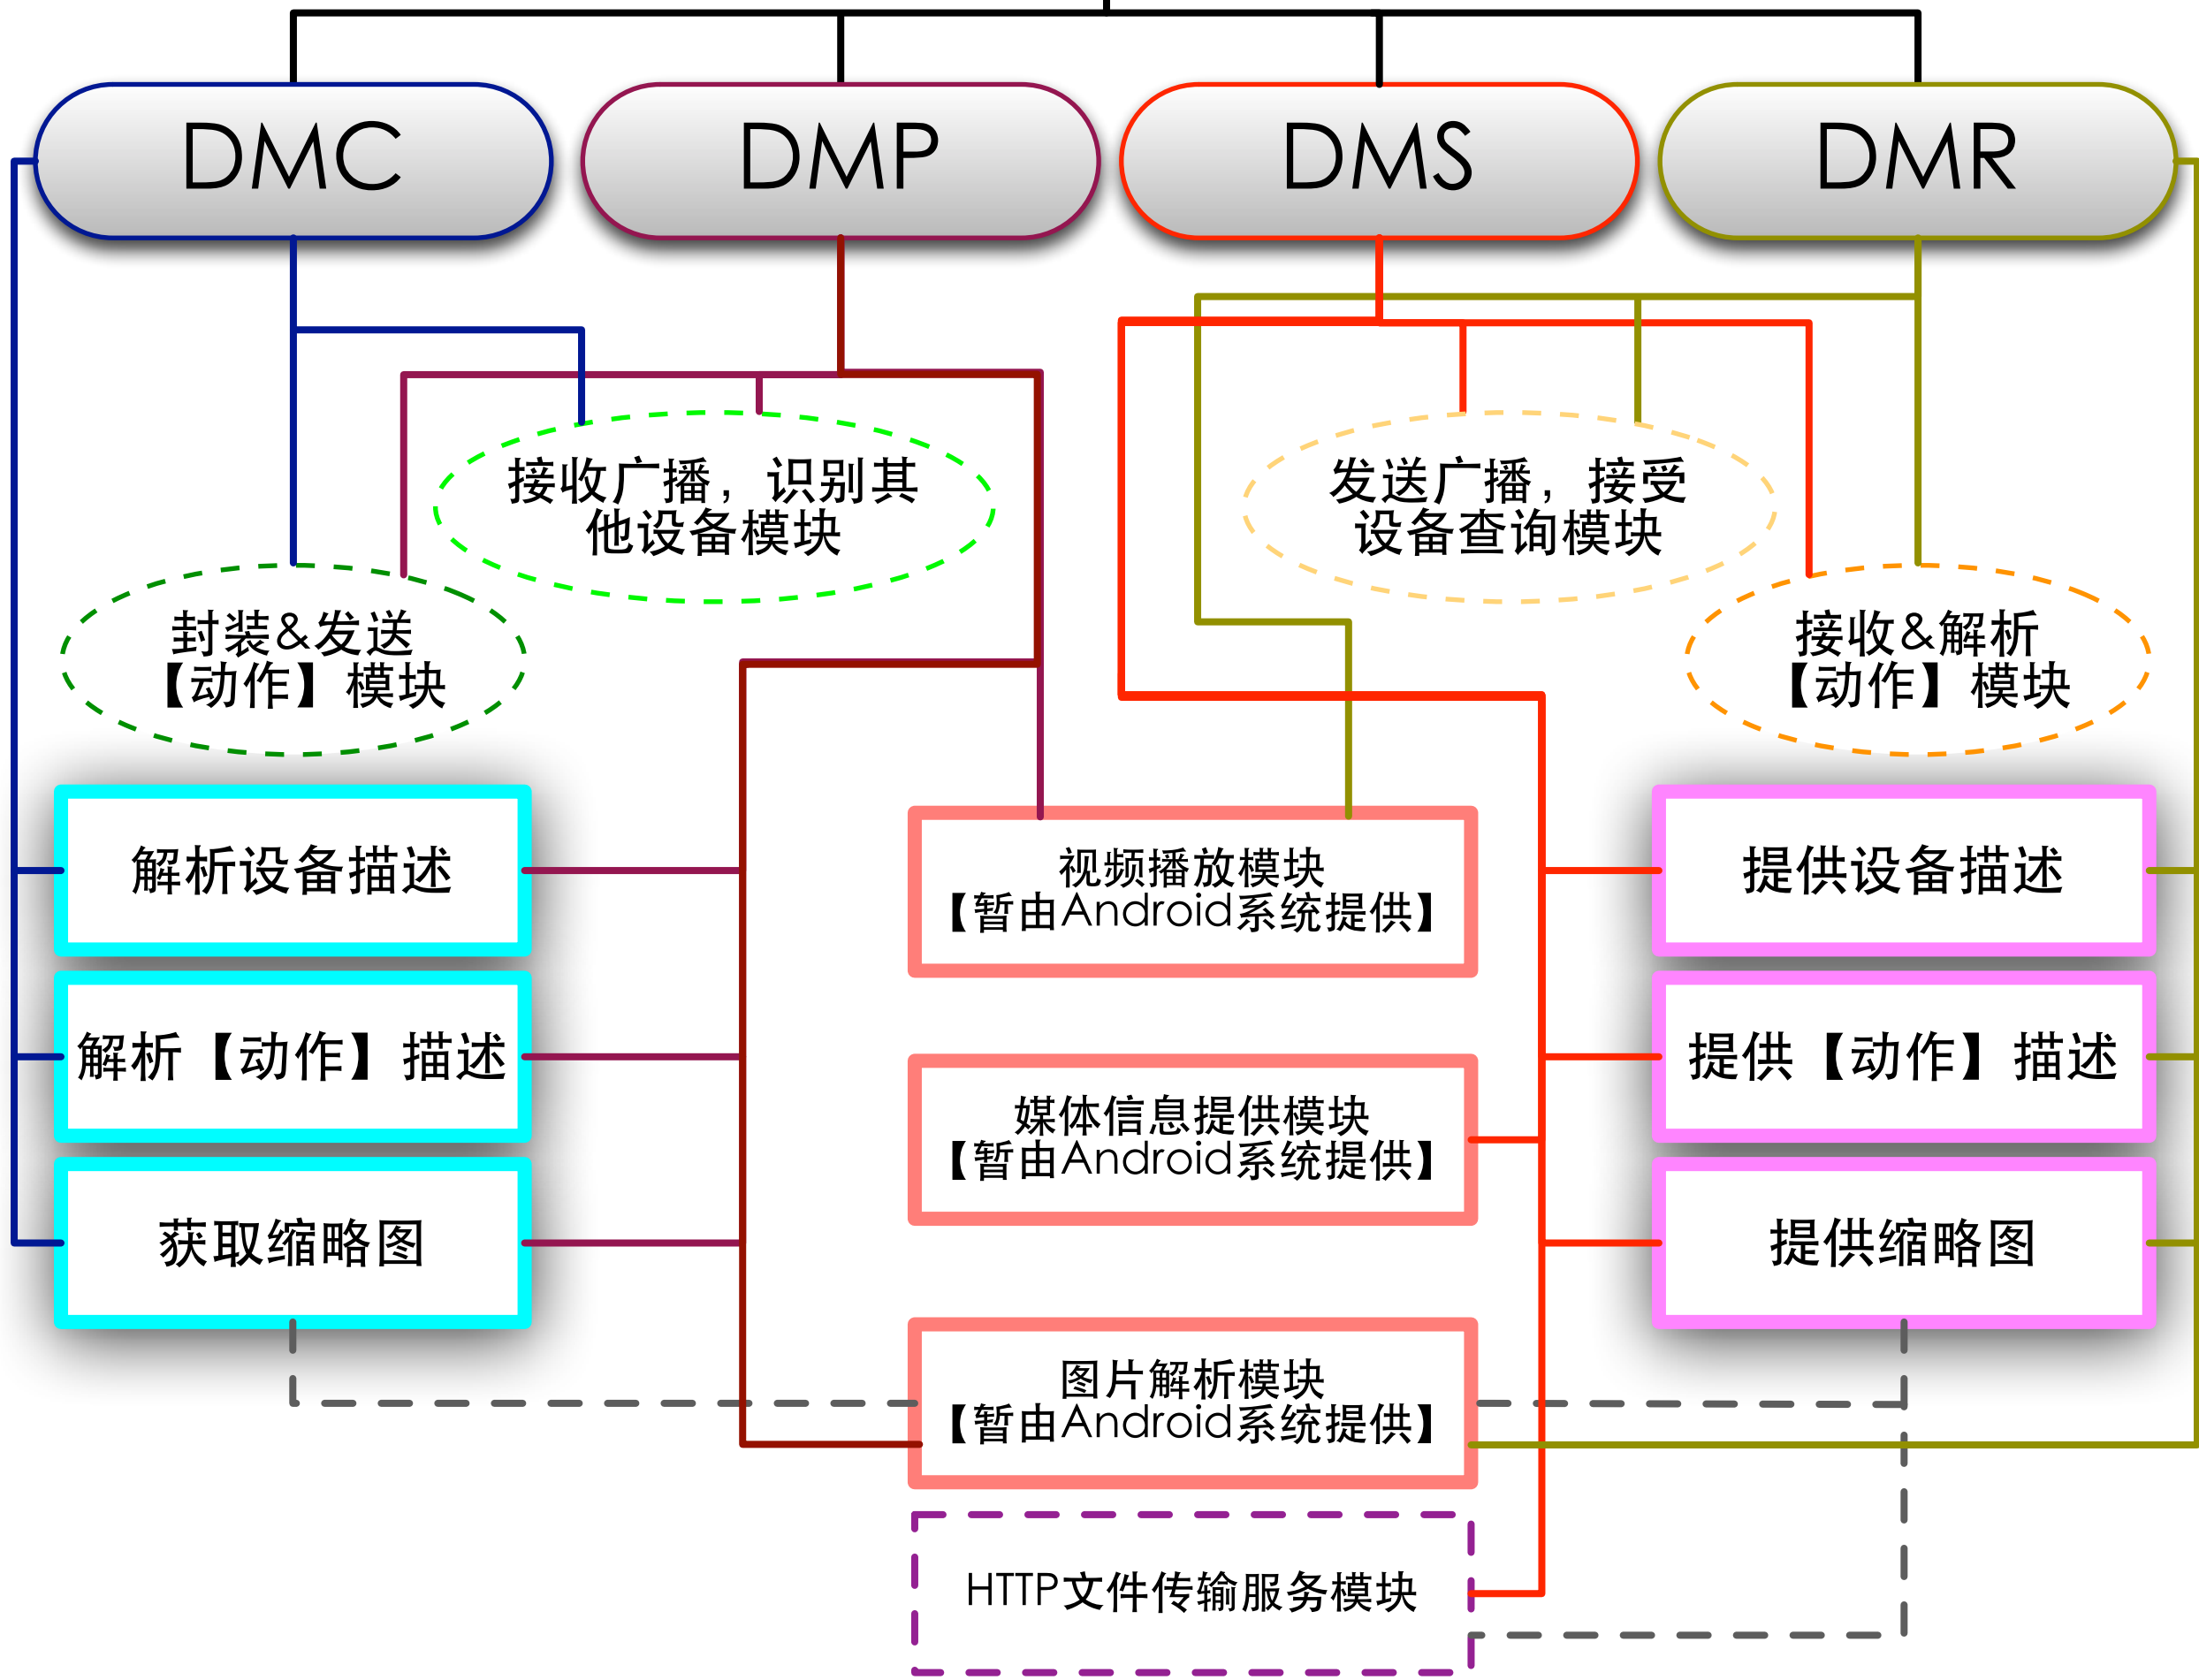 DMC
DMP
DMS
DMR
接收广播，识别其
他设备模块
发送广播，接受
设备查询模块
封装&发送
【动作】模块
接收&解析
【动作】模块
解析设备描述
视频播放模块
【暂由Android系统提供】
提供设备描述
解析【动作】描述
媒体信息提供模块
【暂由Android系统提供】
提供【动作】描述
获取缩略图
提供缩略图
图片解析模块
【暂由Android系统提供】
HTTP文件传输服务模块